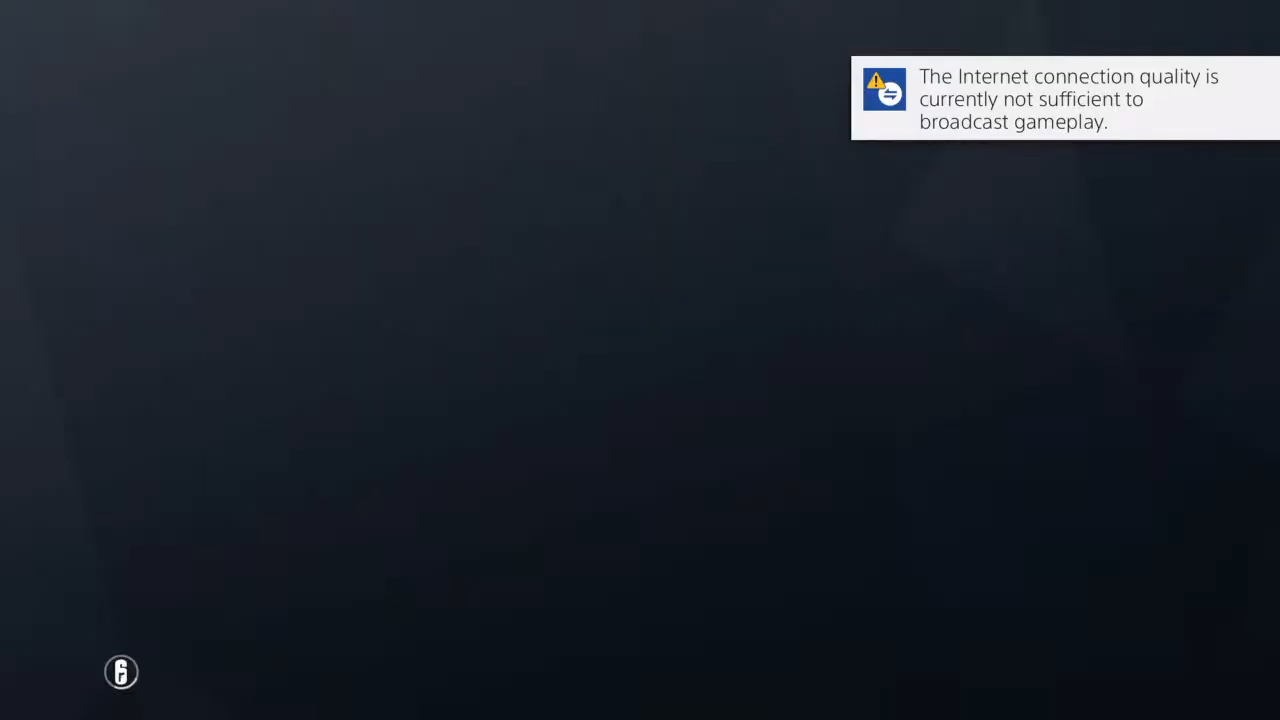 The Internet connection quality is
currently not sufficient to
broadcast gameplay.